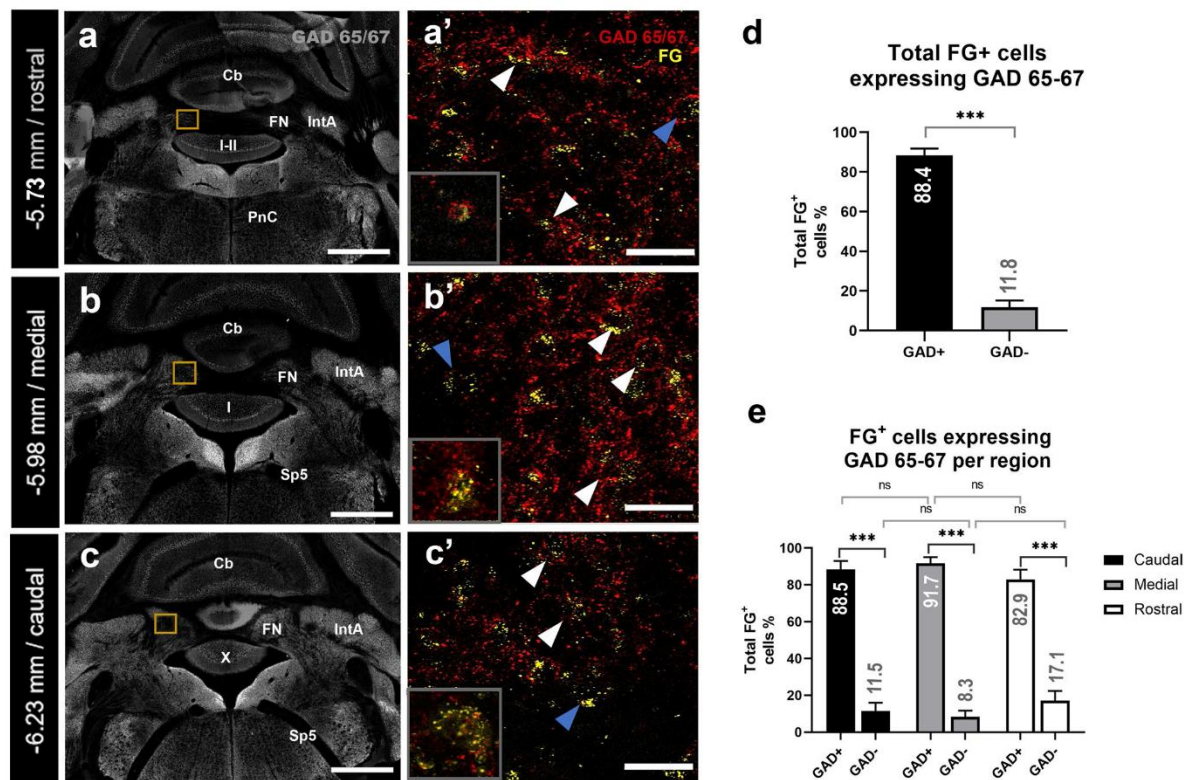 -5.73 mm / rostral
a
GAD 65/67
Cb
FN
IntA
I-II
PnC
a'
GAD 65/67
FG
-5.98 mm / medial
b
Cb
FN
IntA
I
Sp5
b'
-6.23 mm / caudal
c
Cb
FN
IntA
X
Sp5
c'
d
Total FG+ cells
expressing GAD 65-67
***
Total FG+
cells %
100
80
60
40
20
0
88.4
11.8
GAD+
GAD-
e
FG+ cells expressing
GAD 65-67 per region
ns
ns
ns
ns
***
***
***
Total FG+
cells %
100
80
60
40
20
0
88.5
11.5
91.7
8.3
82.9
17.1
GAD+
GAD-
GAD+
GAD-
GAD+
GAD-
Caudal
Medial
Rostral